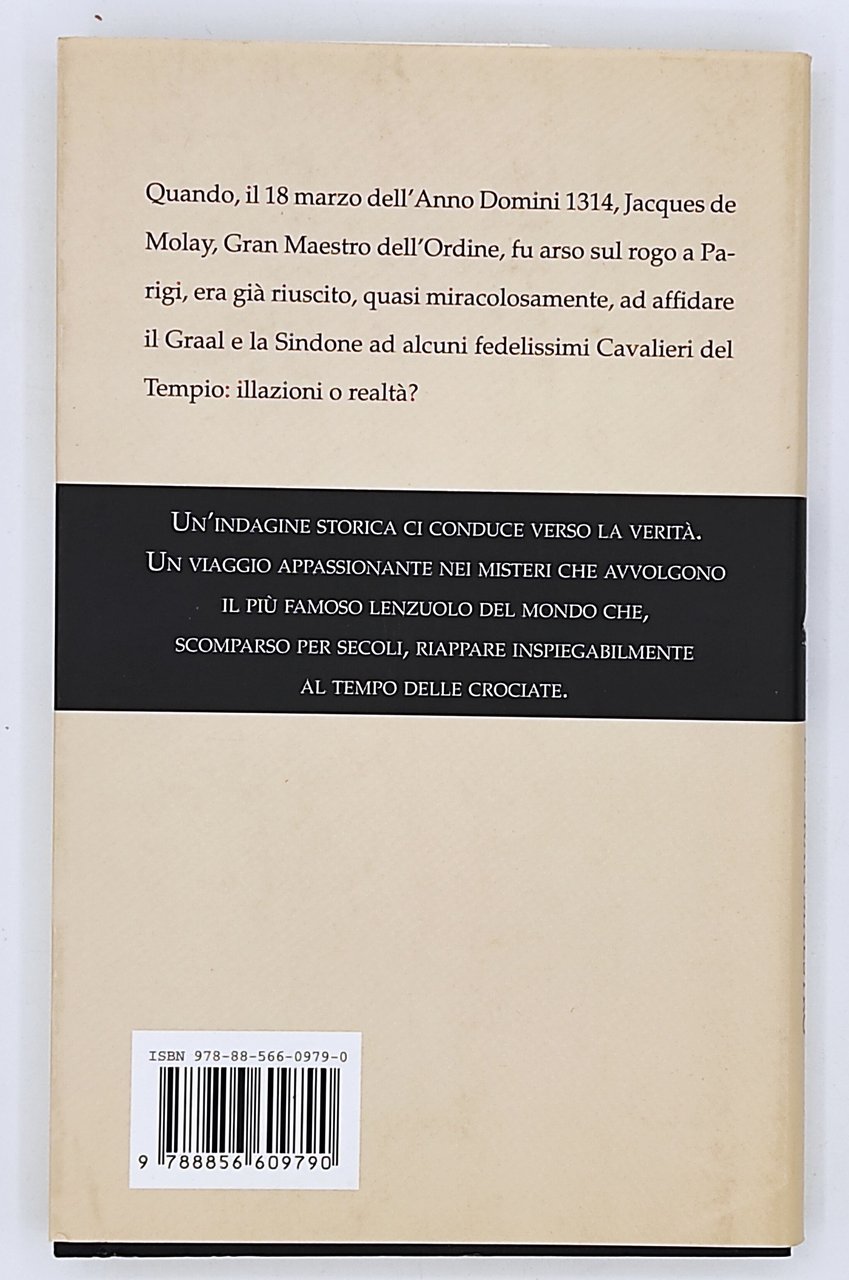 Quando, il 18 marzo dell'Anno Domini 1314, Jacques de
Molay, Gran Maestro dell'Ordine, fu arso sul rogo a Pa-
rigi, era già riuscito, quasi miracolosamente, ad affidare
il Graal e la Sindone ad alcuni fedelissimi Cavalieri del
Tempio: illazioni o realtà?
Un'indagine storica ci conduce verso la verità.
Un viaggio appassionante nei misteri che avvolgono
il più famoso lenzuolo del mondo che,
scomparso per secoli, riappare inspiegabilmente
al tempo delle crociate.
ISBN 978-88-566-0979-0
9 788856 609790